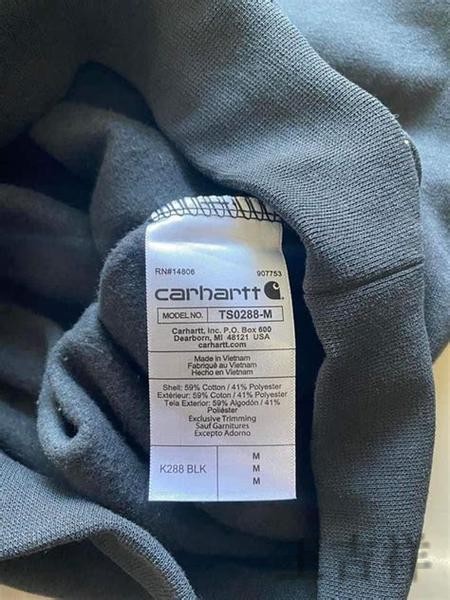 RN#14806 907753
carhartt
MODEL NO. TS0288-M
Carhartt, Inc. P.O. Box 600
Dearborn, MI 48121 USA
carhartt.com
Made in Vietnam
Fabriqué au Vietnam
Hecho en Vietnam
Shell: 59% Cotton / 41% Polyester
Extérieur: 59% Coton / 41% Polyester
Tela Exterior: 59% Algodón / 41%
Poliéster
Exclusive Trimming
Sauf Garnitures
Excepto Adorno
K288 BLK
M
M
M